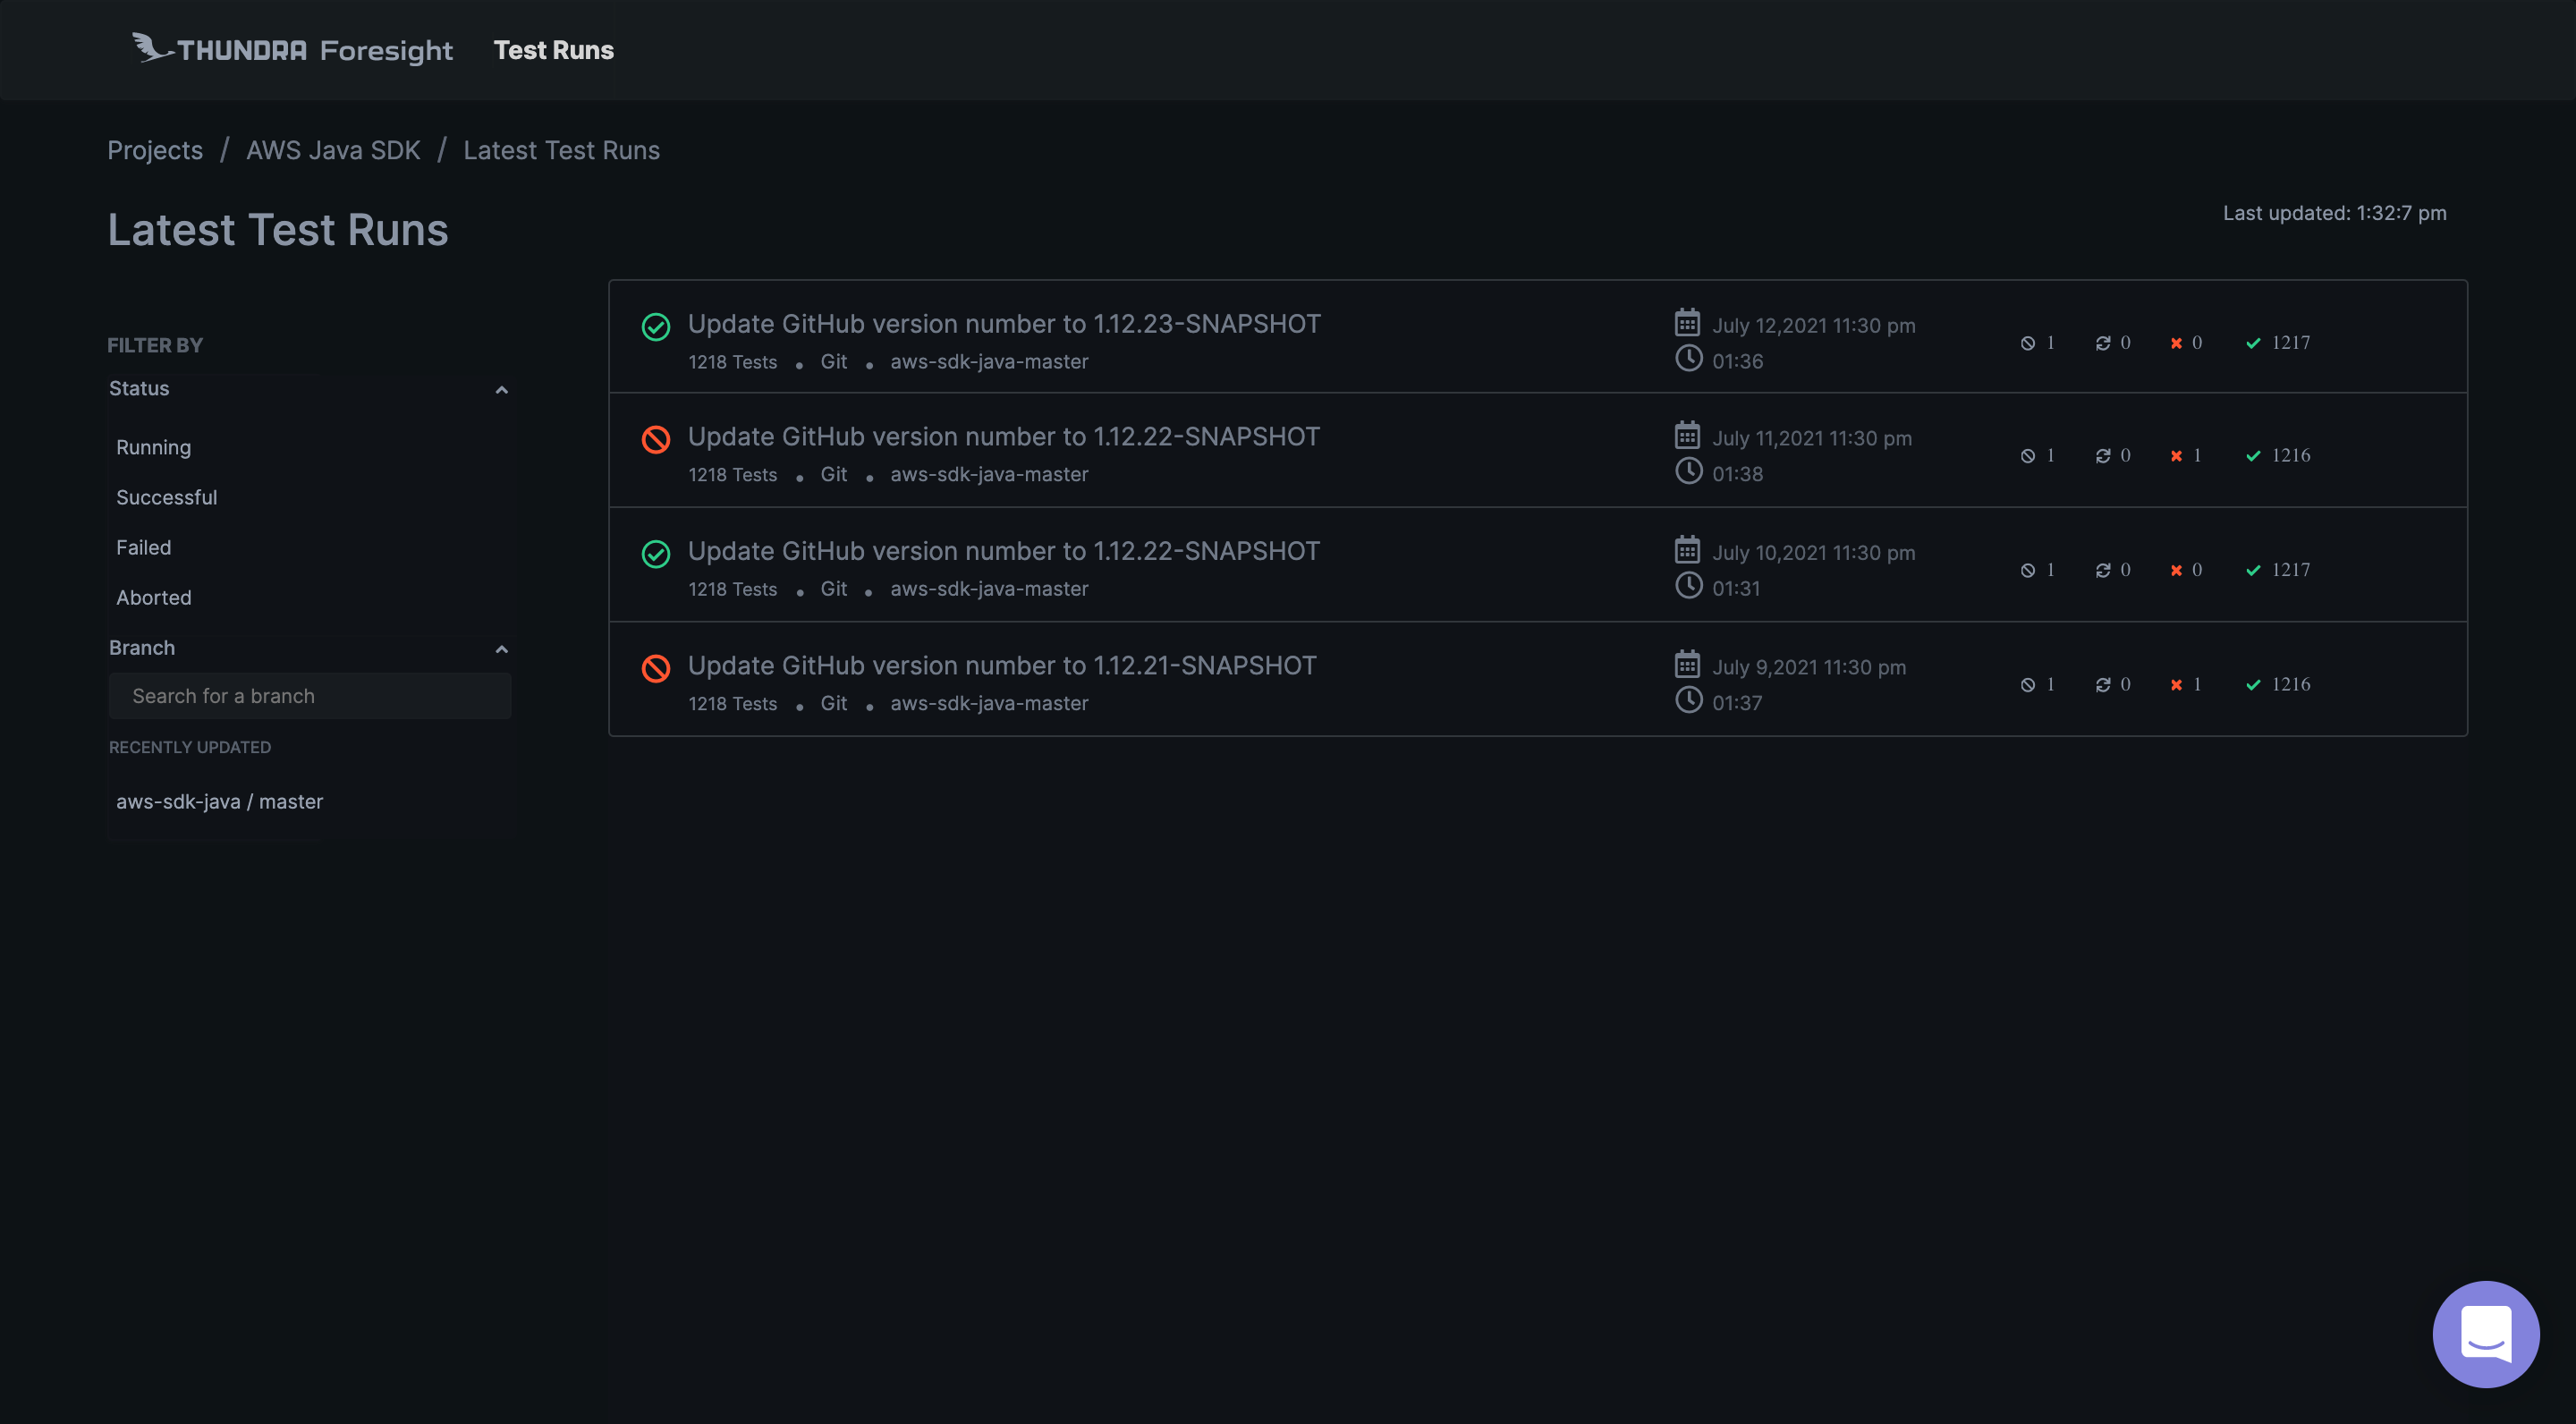 THUNDRA Foresight Test Runs
Projects / AWS Java SDK / Latest Test Runs
Latest Test Runs
Last updated: 1:32:7 pm
FILTER BY
Status
Running
Successful
Failed
Aborted
Branch
Search for a branch
RECENTLY UPDATED
aws-sdk-java / master
Update GitHub version number to 1.12.23-SNAPSHOT
1218 Tests • Git • aws-sdk-java-master
July 12,2021 11:30 pm
01:36
1 0 0 1217
Update GitHub version number to 1.12.22-SNAPSHOT
1218 Tests • Git • aws-sdk-java-master
July 11,2021 11:30 pm
01:38
1 0 1 1216
Update GitHub version number to 1.12.22-SNAPSHOT
1218 Tests • Git • aws-sdk-java-master
July 10,2021 11:30 pm
01:31
1 0 0 1217
Update GitHub version number to 1.12.21-SNAPSHOT
1218 Tests • Git • aws-sdk-java-master
July 9,2021 11:30 pm
01:37
1 0 1 1216